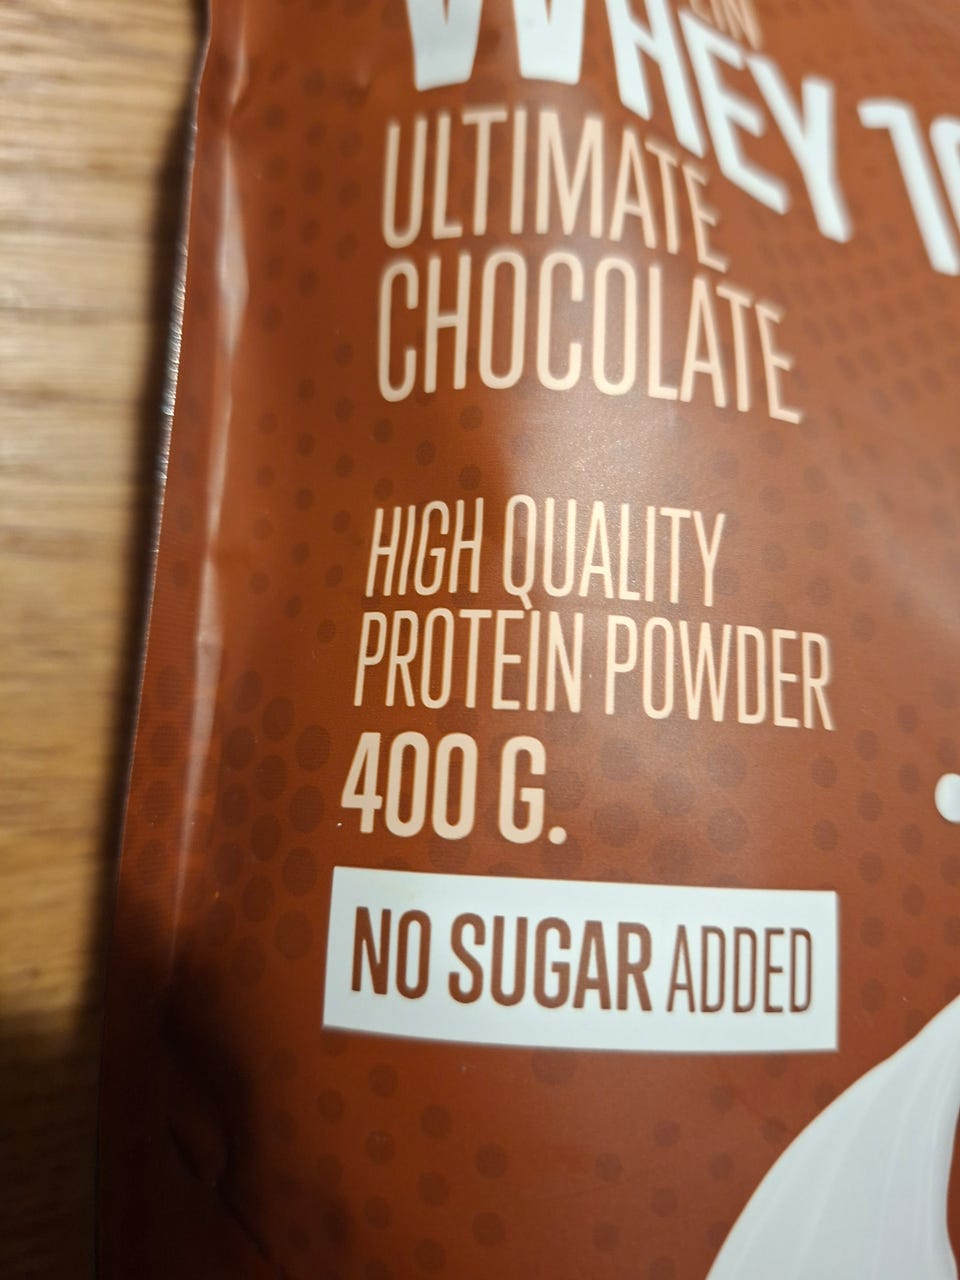 WHEY
ULTIMATE
CHOCOLATE
HIGH QUALITY
PROTEIN POWDER
400 G.
NO SUGAR ADDED